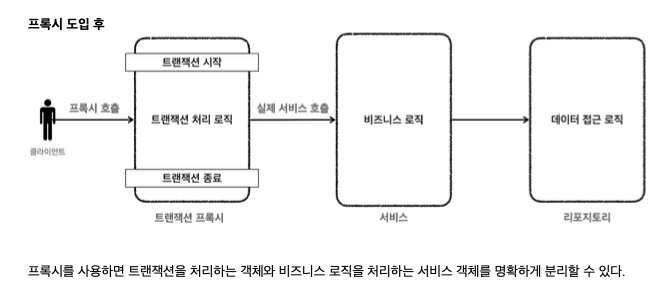 프록시 도입 후
트랜잭션 시작
프록시 호출
트랜잭션 처리 로직
실제 서비스 호출
비즈니스 로직
데이터 접근 로직
클라이언트
트랜잭션 종료
트랜잭션 프록시
서비스
리포지토리
프록시를 사용하면 트랜잭션을 처리하는 객체와 비즈니스 로직을 처리하는 서비스 객체를 명확하게 분리할 수 있다.